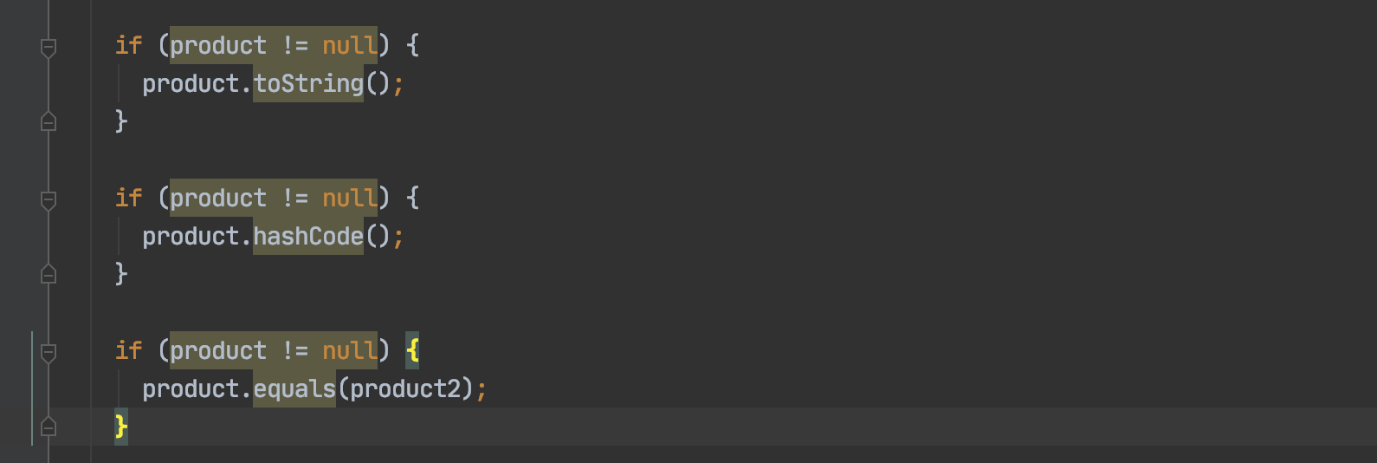 if (product != null) {
product.toString();
}
if (product != null) {
product.hashCode();
}
if (product != null) {
product.equals(product2);
}